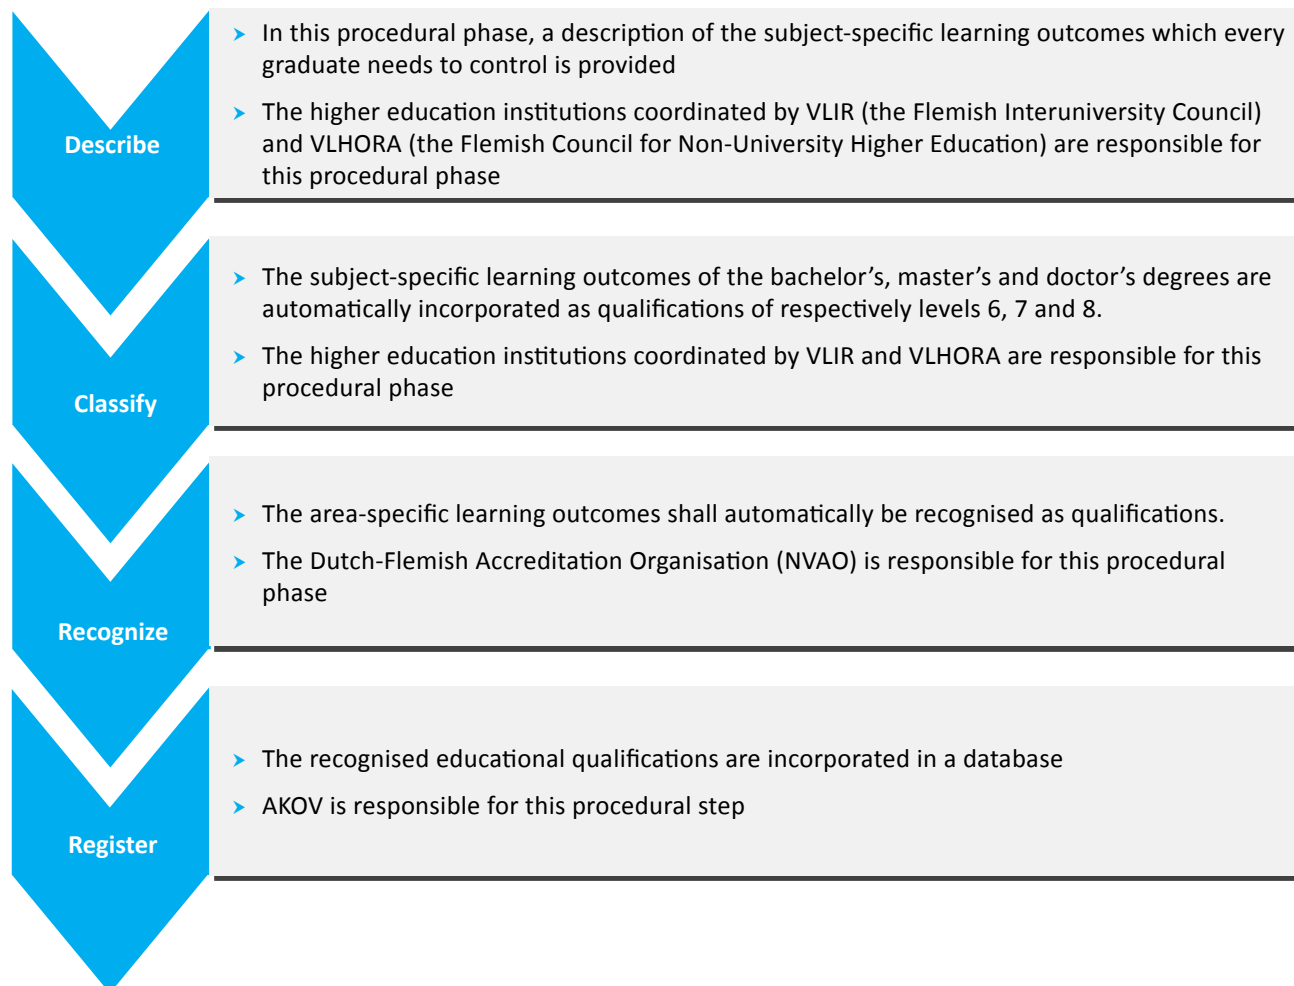 Describe
In this procedural phase, a description of the subject-specific learning outcomes which every
graduate needs to control is provided
The higher education institutions coordinated by VLIR (the Flemish Interuniversity Council)
and VLHORA (the Flemish Council for Non-University Higher Education) are responsible for
this procedural phase
Classify
The subject-specific learning outcomes of the bachelor’s, master’s and doctor’s degrees are
automatically incorporated as qualifications of respectively levels 6, 7 and 8.
The higher education institutions coordinated by VLIR and VLHORA are responsible for this
procedural phase
Recognize
The area-specific learning outcomes shall automatically be recognised as qualifications.
The Dutch-Flemish Accreditation Organisation (NVAO) is responsible for this procedural
phase
Register
The recognised educational qualifications are incorporated in a database
AKOV is responsible for this procedural step